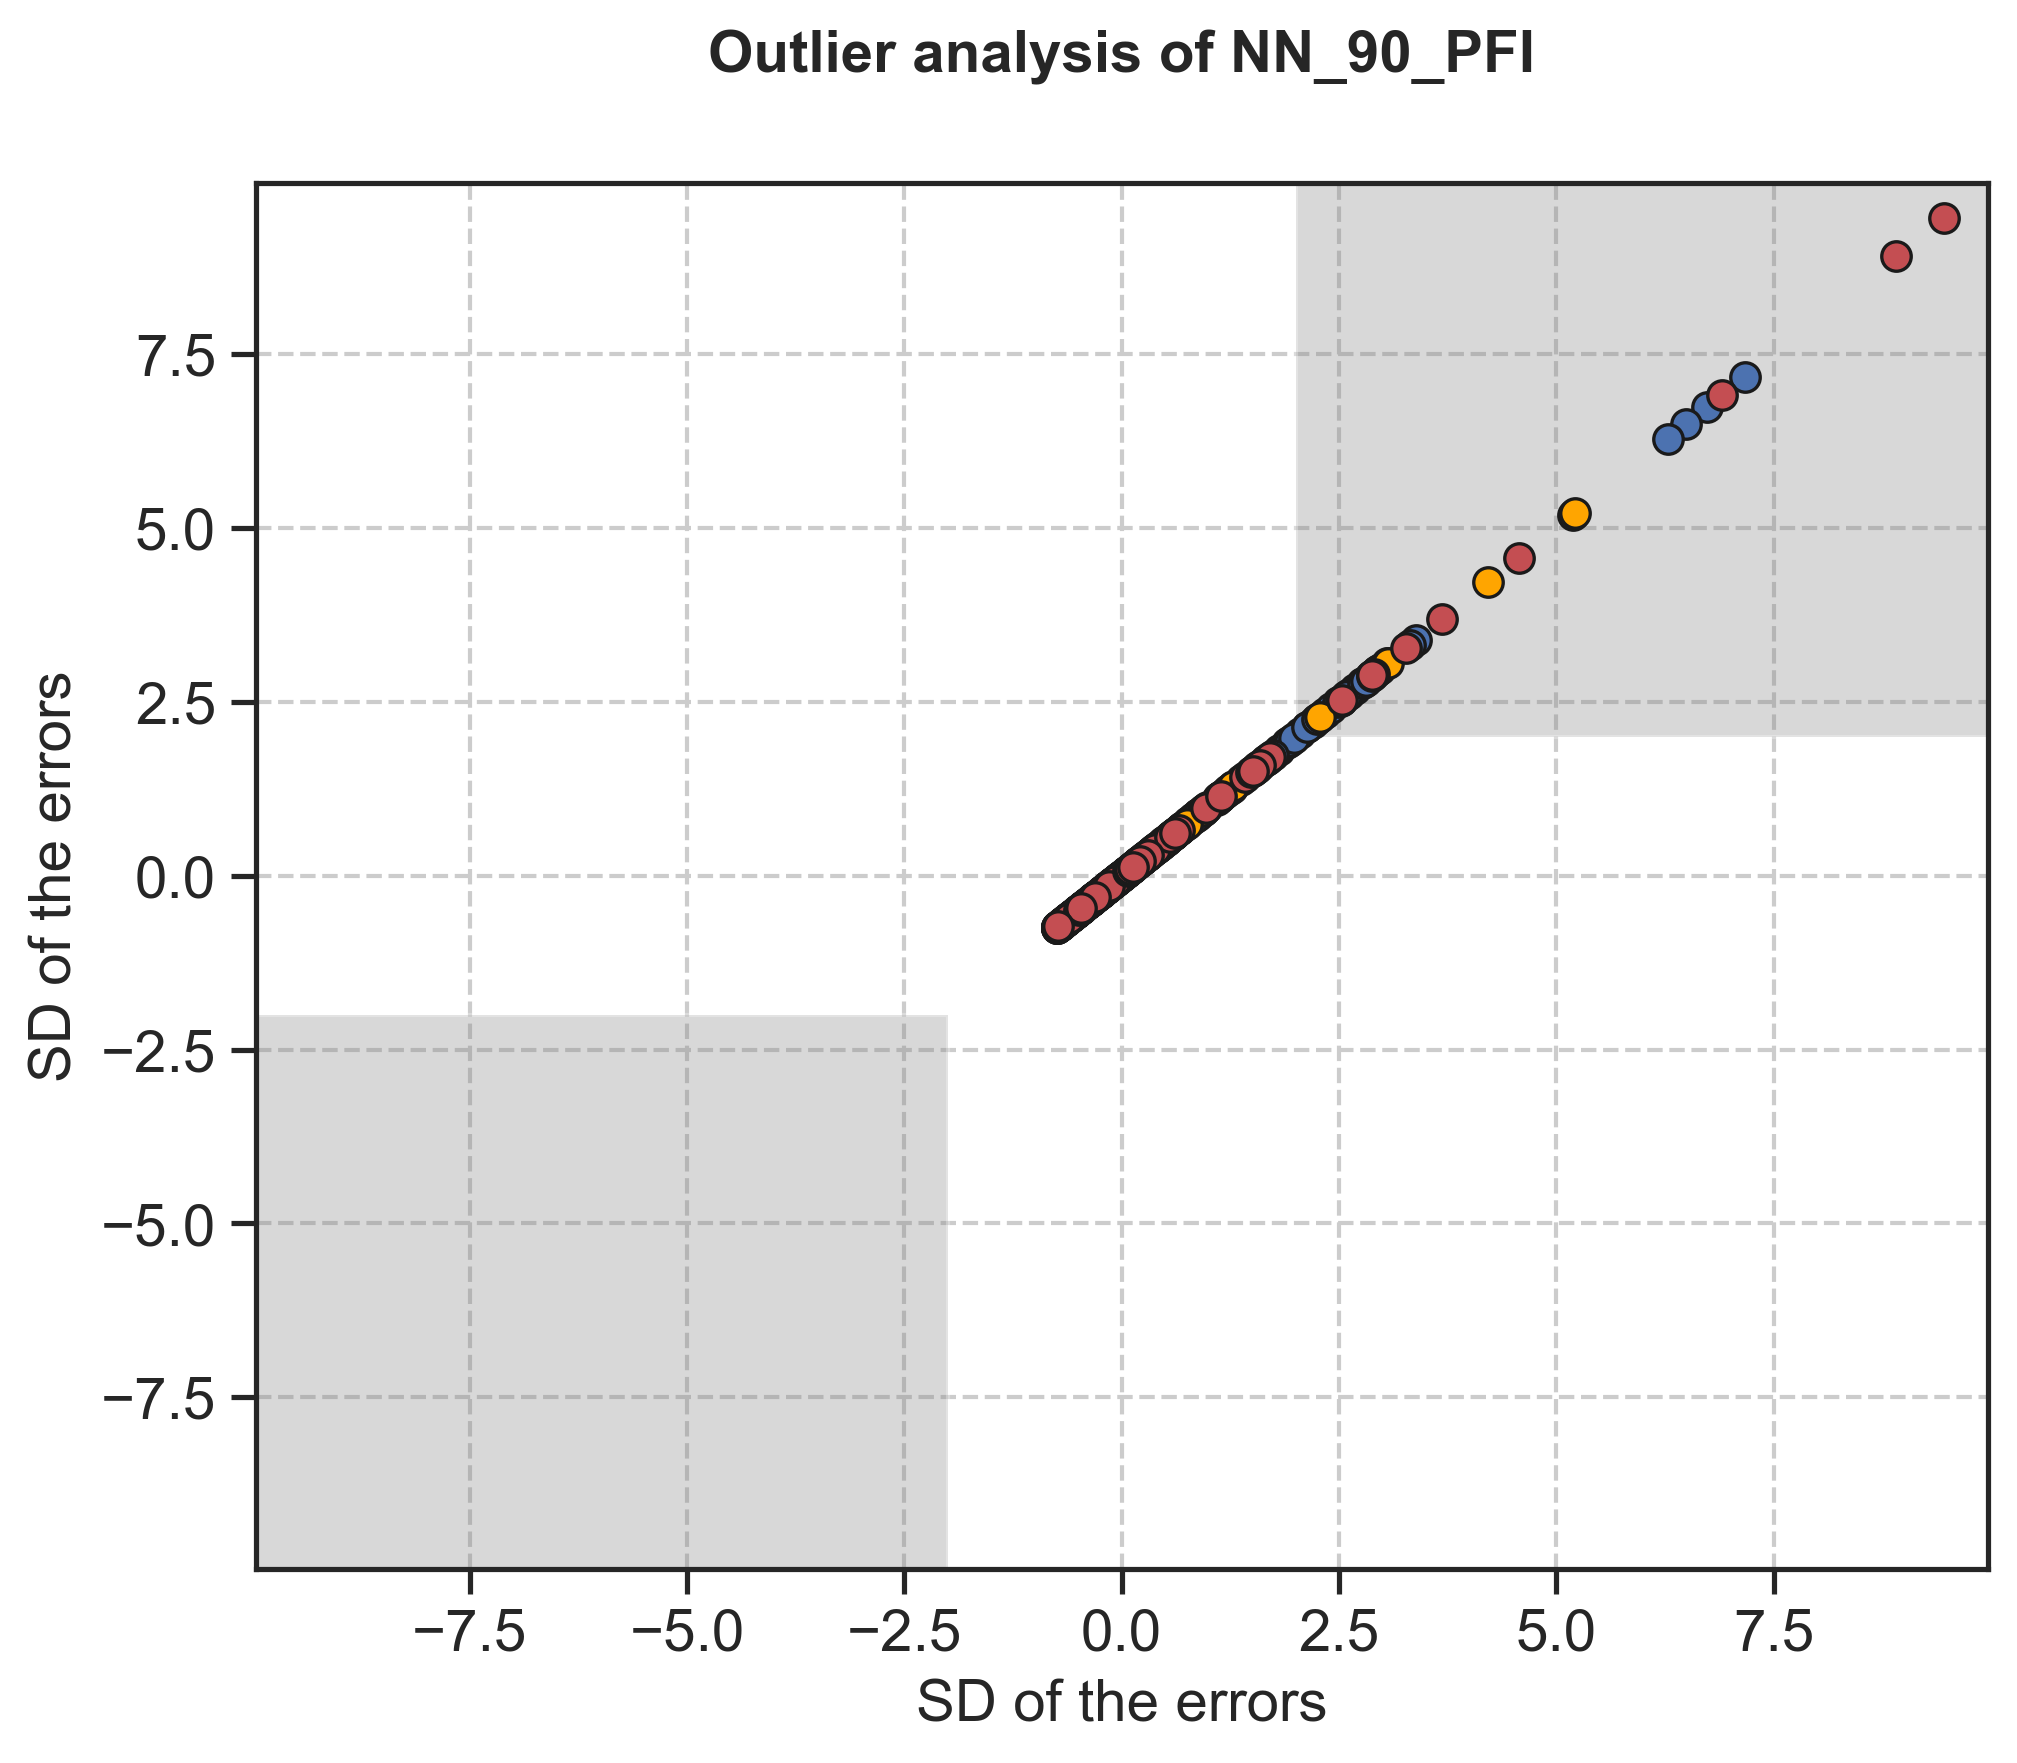 Outlier analysis of NN_90_PFI
SD of the errors
7.5
5.0
2.5
0.0
−2.5
−5.0
−7.5
−7.5 −5.0 −2.5 0.0 2.5 5.0 7.5
SD of the errors